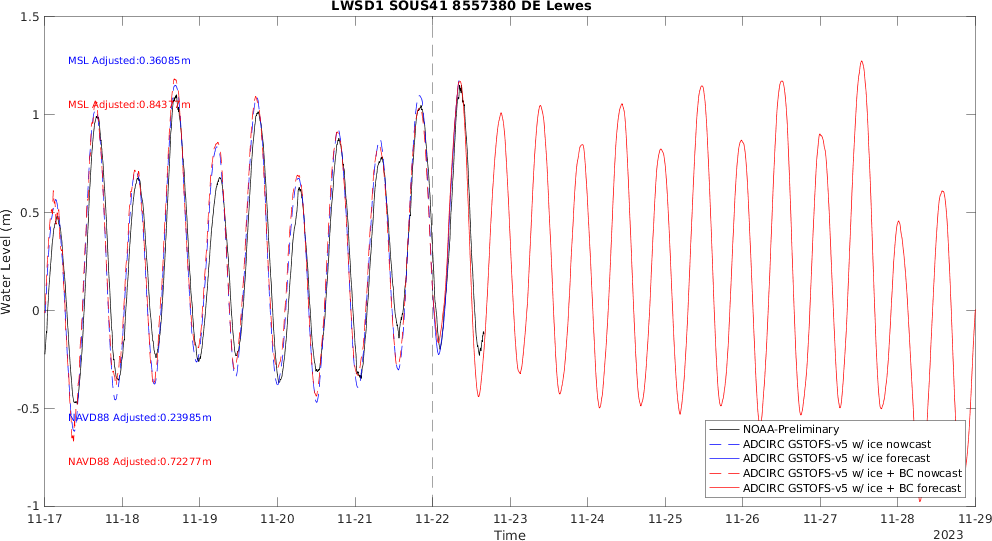 LWSD1 SOUS41 8557380 DE Lewes
1.5
1
0.5
0
-0.5
-1
Water Level (m)
MSL Adjusted:0.36085m
MSL Adjusted:0.843
NAVD88 Adjusted:0.23985m
NAVD88 Adjusted:0.72277m
NOAA-Preliminary
ADCIRC GSTOFS-v5 w/ ice nowcast
ADCIRC GSTOFS-v5 w/ ice forecast
ADCIRC GSTOFS-v5 w/ ice + BC nowcast
ADCIRC GSTOFS-v5 w/ ice + BC forecast
11-17 11-18 11-19 11-20 11-21 11-22 11-23 11-24 11-25 11-26 11-27 11-28 11-29
Time
2023